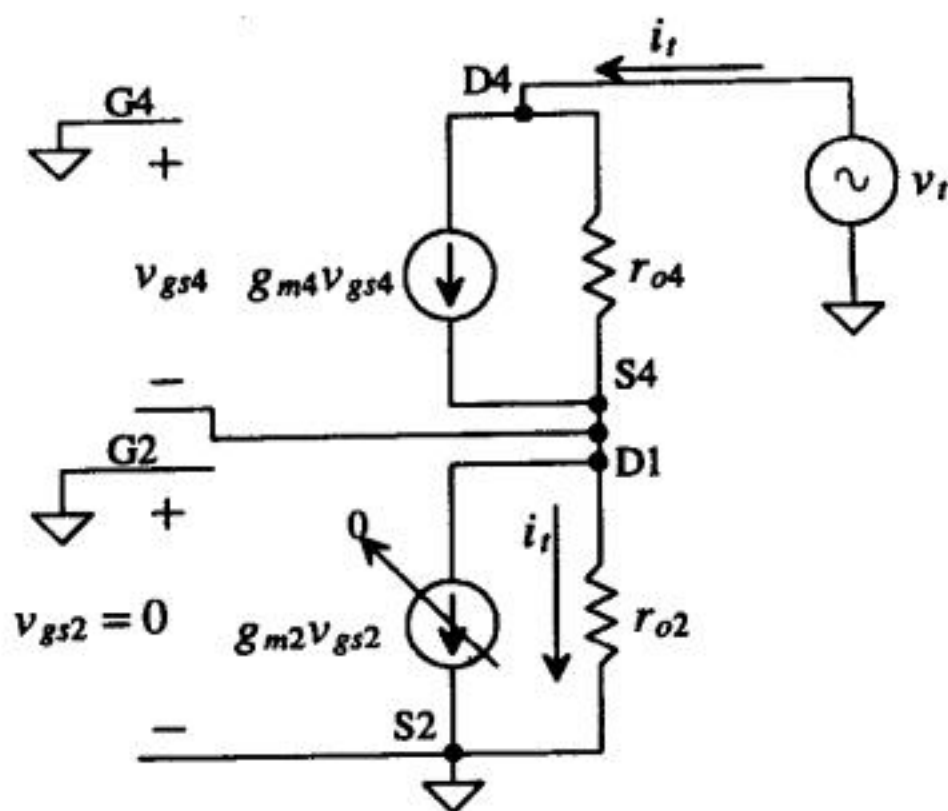 i_t
D4
G4
+
v_t
v_gs4
g_m4v_gs4
r_o4
S4
−
G2
D1
+
0
i_t
v_gs2 = 0
g_m2v_gs2
r_o2
S2
−